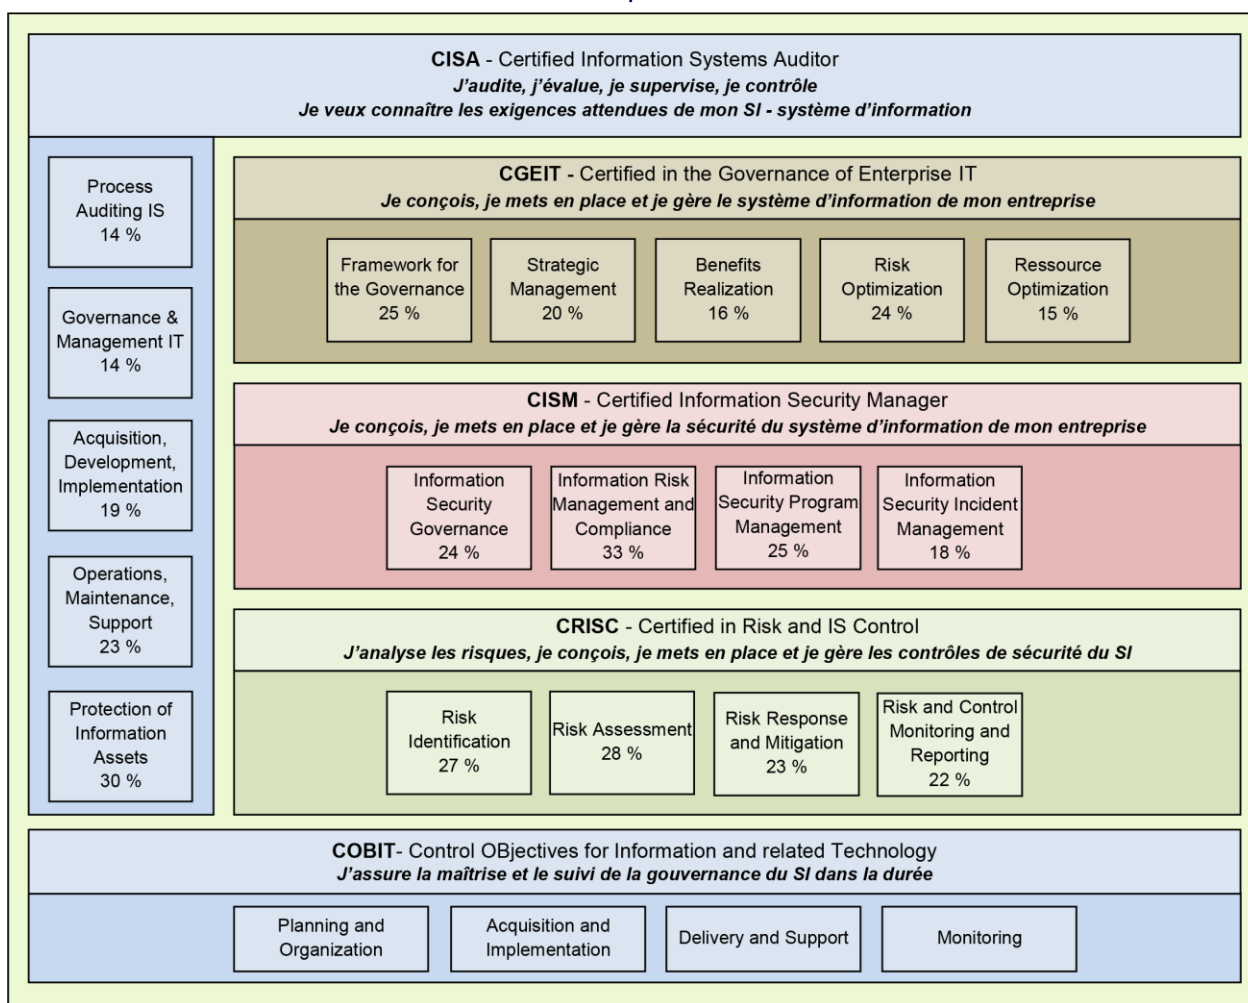 CISA - Certified Information Systems Auditor
J’audite, j’évalue, je supervise, je contrôle
Je veux connaître les exigences attendues de mon SI - système d’information
Process
Auditing IS
14 %
Governance &
Management IT
14 %
Acquisition,
Development,
Implementation
19 %
Operations,
Maintenance,
Support
23 %
Protection of
Information
Assets
30 %
CGEIT - Certified in the Governance of Enterprise IT
Je conçois, je mets en place et je gère le système d’information de mon entreprise
Framework for
the Governance
25 %
Strategic
Management
20 %
Benefits
Realization
16 %
Risk
Optimization
24 %
Ressource
Optimization
15 %
CISM - Certified Information Security Manager
Je conçois, je mets en place et je gère la sécurité du système d’information de mon entreprise
Information
Security
Governance
24 %
Information Risk
Management and
Compliance
33 %
Information
Security Program
Management
25 %
Information
Security Incident
Management
18 %
CRISC - Certified in Risk and IS Control
J’analyse les risques, je conçois, je mets en place et je gère les contrôles de sécurité du SI
Risk
Identification
27 %
Risk Assessment
28 %
Risk Response
and Mitigation
23 %
Risk and Control
Monitoring and
Reporting
22 %
COBIT- Control OBjectives for Information and related Technology
J’assure la maîtrise et le suivi de la gouvernance du SI dans la durée
Planning and
Organization
Acquisition and
Implementation
Delivery and Support
Monitoring